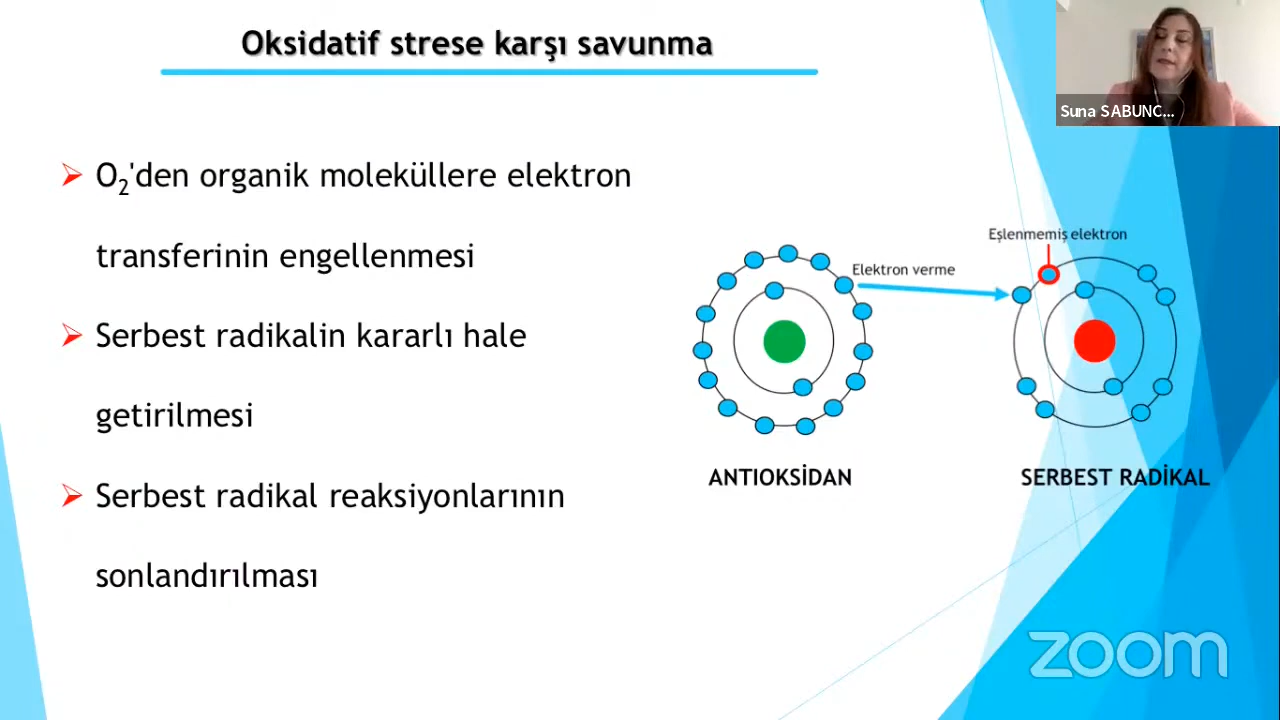 Oksidatif strese karşı savunma
Suna SABUNC...
O₂'den organik moleküllere elektron
transferinin engellenmesi
Serbest radikalin kararlı hale
getirilmesi
Serbest radikal reaksiyonlarının
sonlandırılması
Eşlenmemiş elektron
Elektron verme
ANTIOKSİDAN
SERBEST RADİKAL
zoom